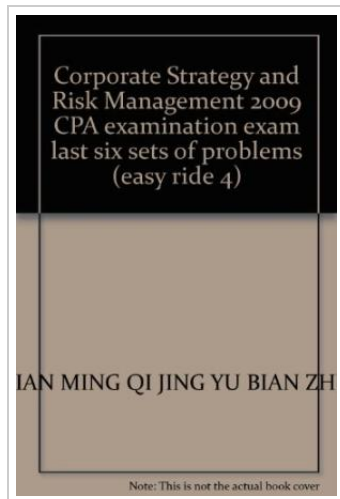 Corporate Strategy and
Risk Management 2009
CPA examination exam
last six sets of problems
(easy ride 4)
IAN MING QI JING YU BIAN ZH
Note: This is not the actual book cover